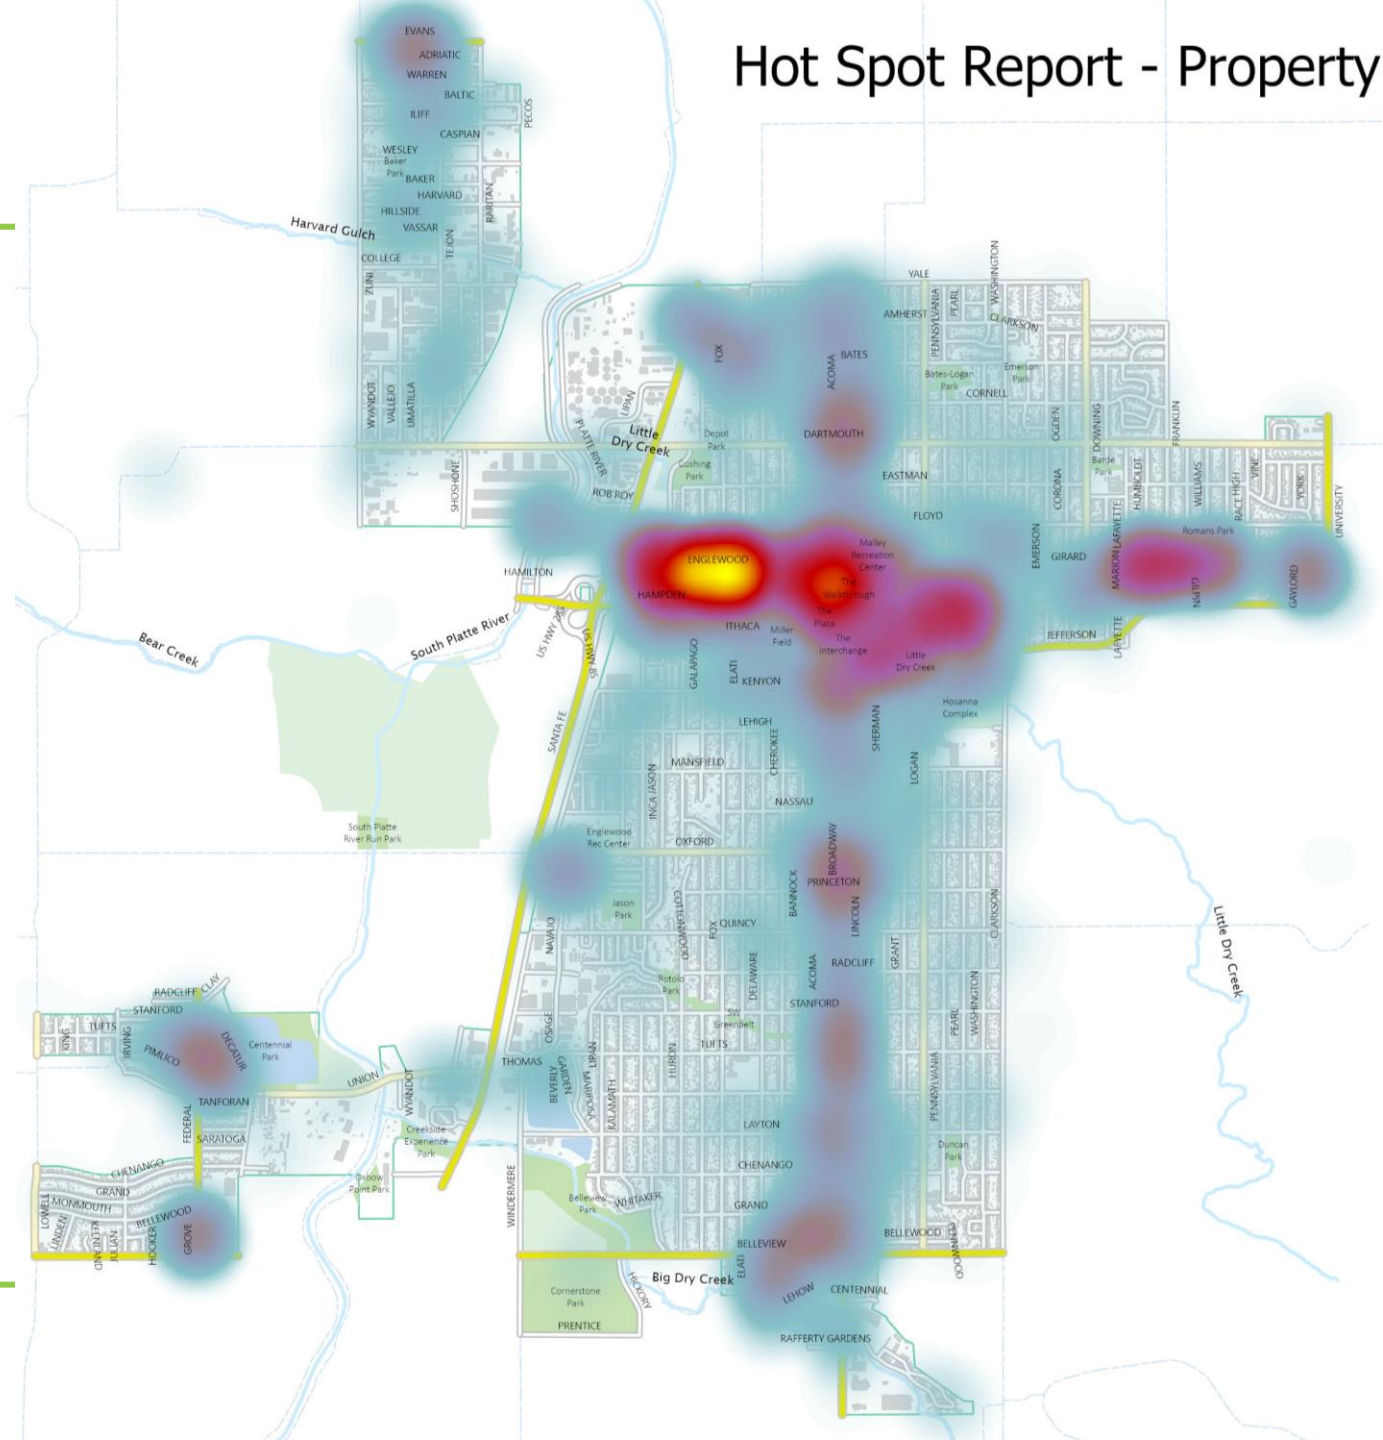 Hot Spot Report - Property
EVANS
ADRIATIC
WARREN
BALTIC
PECOS
ILIFF
CASPIAN
WESLEY
Baker
Park
BAKER
HARVARD
RARITAN
HILLSIDE
VASSAR
Harvard Gulch
TEJON
COLLEGE
ZUNI
WYANDOT
VALLEJO
UMATILLA
YALE
WASHINGTON
AMHERST
PENNSYLVANIA
PEARL
CLARKSON
FOX
ACOMA
BATES
Bates-Logan
Park
Emerson
Park
CORNELL
LIPAN
Little
Dry Creek
PLATTE RIVER
Depot
Park
DARTMOUTH
OGDEN
DOWNING
FRANKLIN
Cushing
Park
EASTMAN
CORONA
Barde
Park
HUMBOLDT
WILLIAMS
RACE
HIGH
VINE
YORK
UNIVERSITY
SHOSHONE
ROB ROY
FLOYD
LAFAYETTE
Romans Park
EMERSON
GIRARD
MARION
GILPIN
GAYLORD
Malley
Recreation
Center
ENGLEWOOD
HAMILTON
HAMPDEN
The
Walkthrough
The
Plaza
ITHACA
Miller
Field
The
Interchange
JEFFERSON
LAFAYETTE
US HWY 285
US HWY 85
South Platte River
Bear Creek
GALAPAGO
ELATI
KENYON
Little
Dry Creek
Hosanna
Complex
SANTA FE
LEHIGH
SHERMAN
CHEROKEE
LOGAN
MANSFIELD
INCA
JASON
NASSAU
South Platte
River Run Park
Englewood
Rec Center
OXFORD
BROADWAY
PRINCETON
BANNOCK
LINCOLN
Jason
Park
COTTONWOOD
FOX
QUINCY
CLARKSON
Little Dry Creek
NAVAJO
DELAWARE
ACOMA
RADCLIFF
GRANT
Rotolo
Park
STANFORD
WASHINGTON
PEARL
SW
Greenbelt
TUFTS
OSAGE
RADCLIFF
CLAY
STANFORD
KING
TUFTS
IRVING
PIMLICO
DECATUR
Centennial
Park
THOMAS
BEVERLY
GARDEN
LIPAN
MARIPOSA
KALAMATH
HURON
PENNSYLVANIA
UNION
WYANDOT
TANFORAN
FEDERAL
SARATOGA
Creekside
Experience
Park
LAYTON
Duncan
Park
CHENANGO
CHENANGO
GRAND
MONMOUTH
BELLEWOOD
Oxbow
Point Park
WINDERMERE
Belleview
Park
WHITAKER
GRAND
LOWELL
LINDEN
KENTLAND
JULIAN
HOOKER
GROVE
BELLEVIEW
BELLEWOOD
DOWNING
ELATI
Big Dry Creek
HICKORY
LEHOW
CENTENNIAL
Cornerstone
Park
PRENTICE
RAFFERTY GARDENS